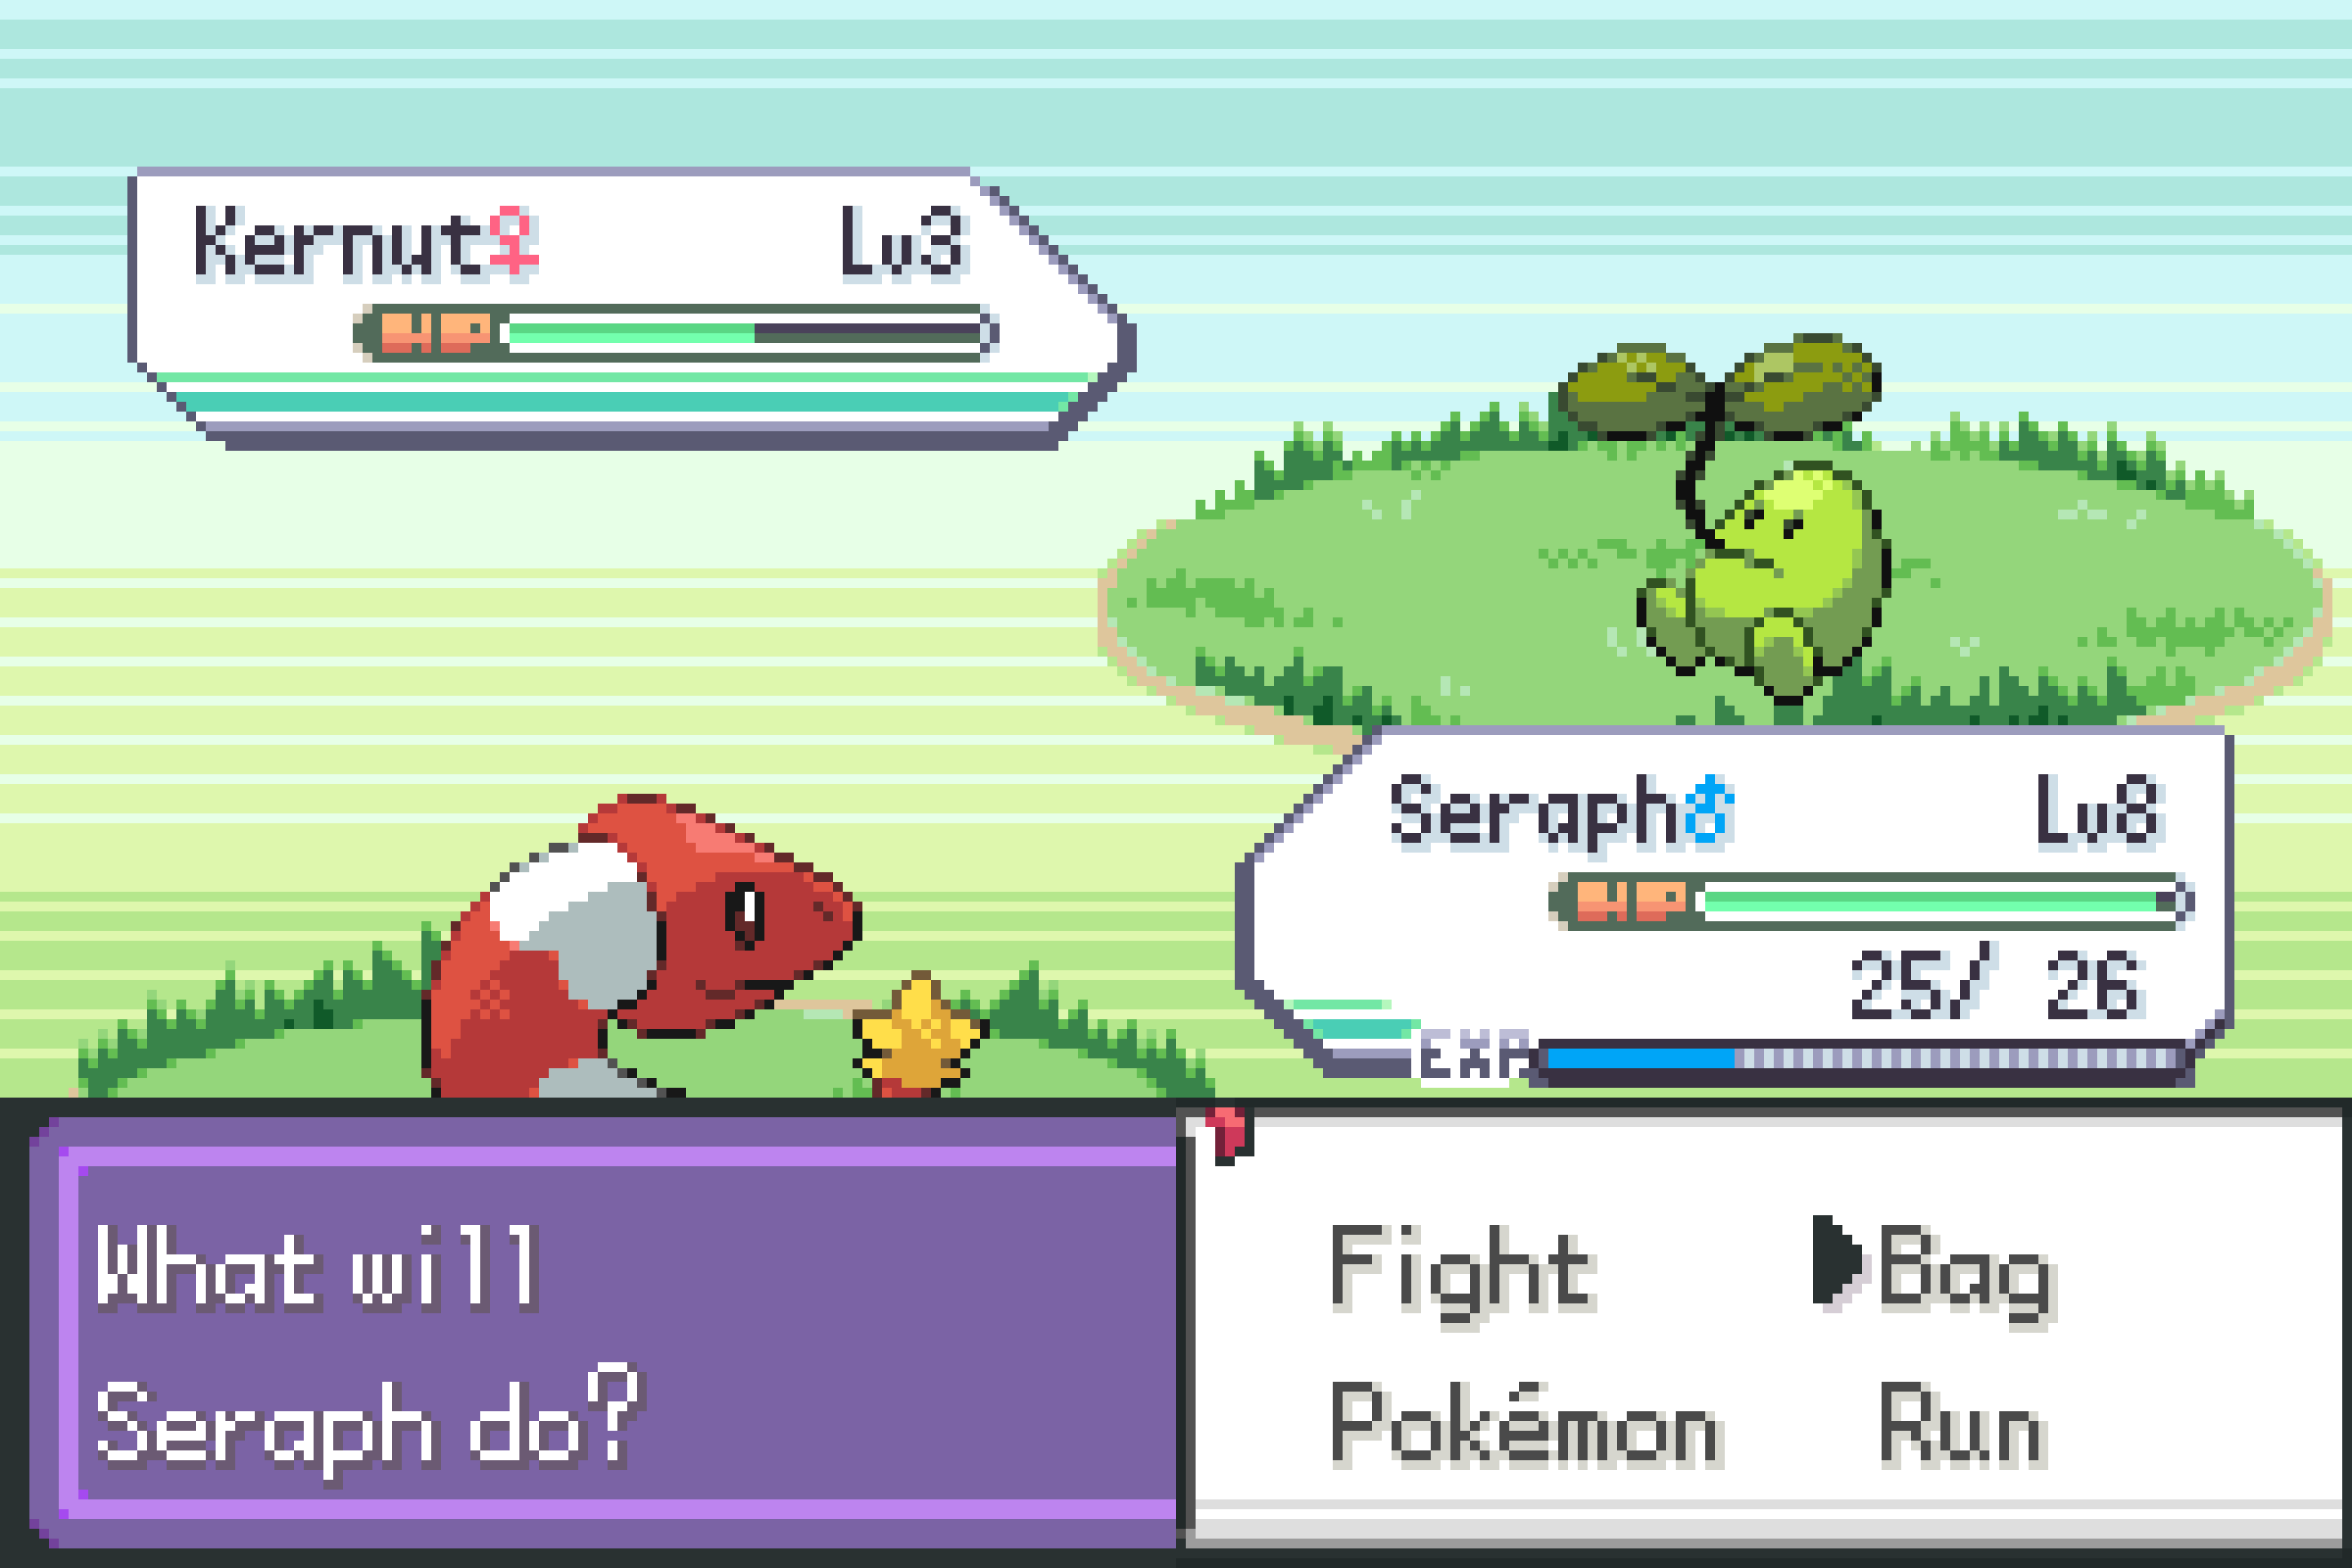 Kernut♀ Lv3
HP
Seraph♂ Lv8
HP
25/ 26
EXP
What will
Seraph do?
Fight Bag
Pokémon Run